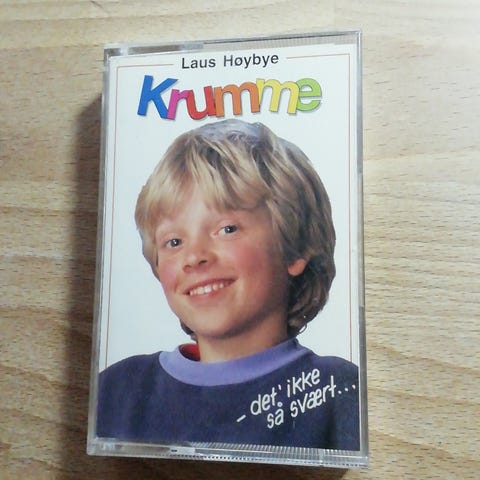 Laus Høybye
Krumme
- det' ikke
så svært...